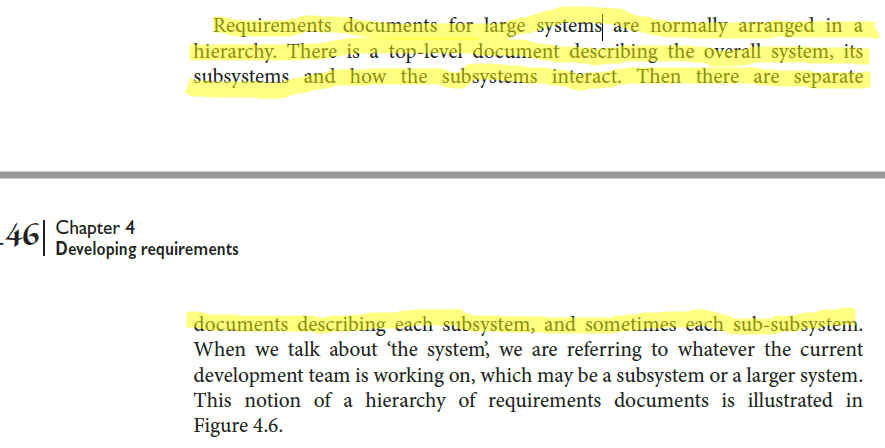 Requirements documents for large systems are normally arranged in a
hierarchy. There is a top-level document describing the overall system, its
subsystems and how the subsystems interact. Then there are separate
46
Chapter 4
Developing requirements
documents describing each subsystem, and sometimes each sub-subsystem.
When we talk about ‘the system’, we are referring to whatever the current
development team is working on, which may be a subsystem or a larger system.
This notion of a hierarchy of requirements documents is illustrated in
Figure 4.6.